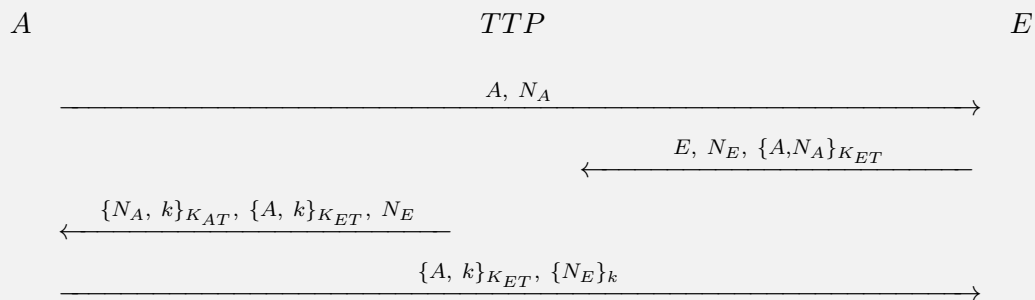 A TTP E
A, N_A
E, N_E, {A,N_A}_{K_{ET}}
{N_A, k}_{K_{AT}}, {A, k}_{K_{ET}}, N_E
{A, k}_{K_{ET}}, {N_E}_k